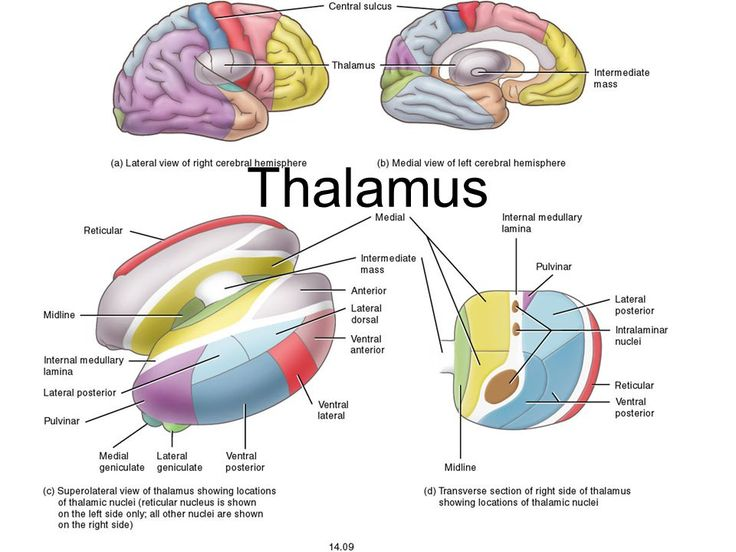 Central sulcus
Thalamus
Intermediate
mass
(a) Lateral view of right cerebral hemisphere
(b) Medial view of left cerebral hemisphere
Thalamus
Reticular
Medial
Internal medullary
lamina
Intermediate
mass
Pulvinar
Anterior
Lateral
dorsal
Lateral
posterior
Midline
Ventral
anterior
Intralaminar
nuclei
Internal medullary
lamina
Lateral posterior
Reticular
Ventral
posterior
Ventral
lateral
Pulvinar
Medial
geniculate
Lateral
geniculate
Ventral
posterior
Midline
(c) Superolateral view of thalamus showing locations
of thalamic nuclei (reticular nucleus is shown
on the left side only; all other nuclei are shown
on the right side)
(d) Transverse section of right side of thalamus
showing locations of thalamic nuclei
14.09